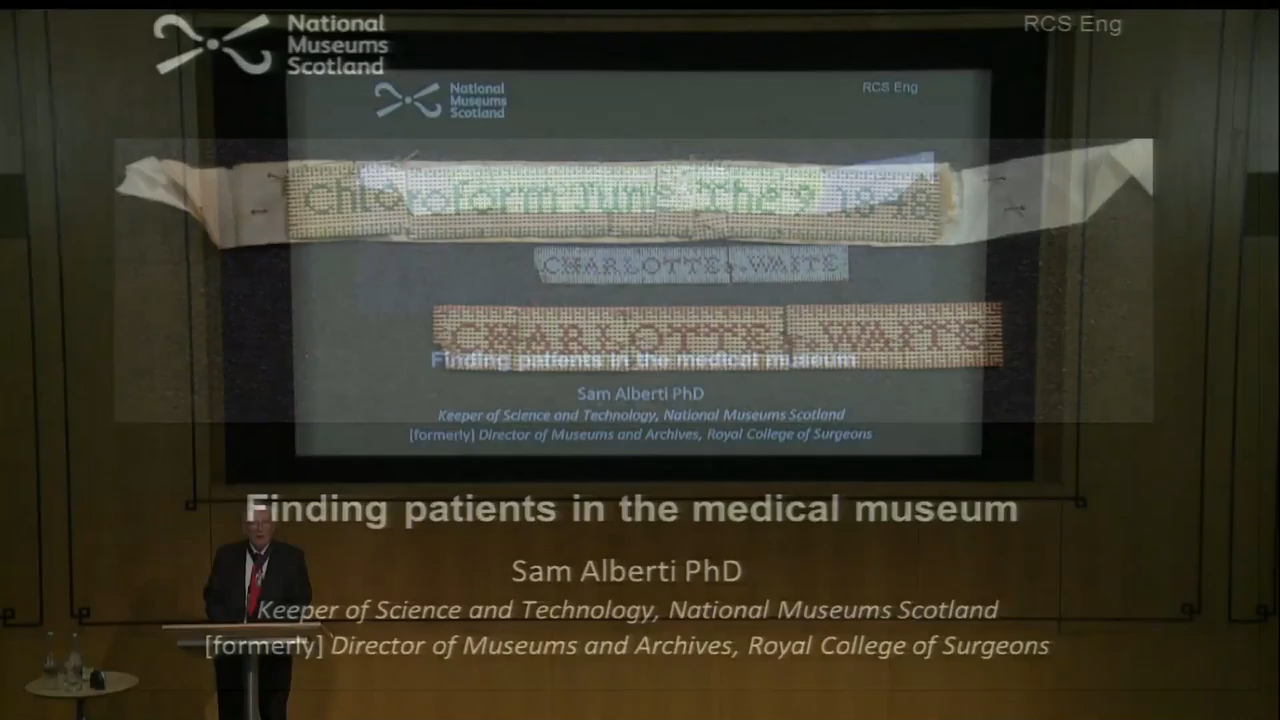 National
Museums
Scotland
RCS Eng
National
Museums
Scotland
RCS Eng
Chloroform June The 9 1848
CHARLOTTE, WAITE
CHARLOTTE, WAITE
Finding patients in the medical museum
Sam Alberti PhD
Keeper of Science and Technology, National Museums Scotland
[formerly] Director of Museums and Archives, Royal College of Surgeons
Finding patients in the medical museum
Sam Alberti PhD
Keeper of Science and Technology, National Museums Scotland
[formerly] Director of Museums and Archives, Royal College of Surgeons